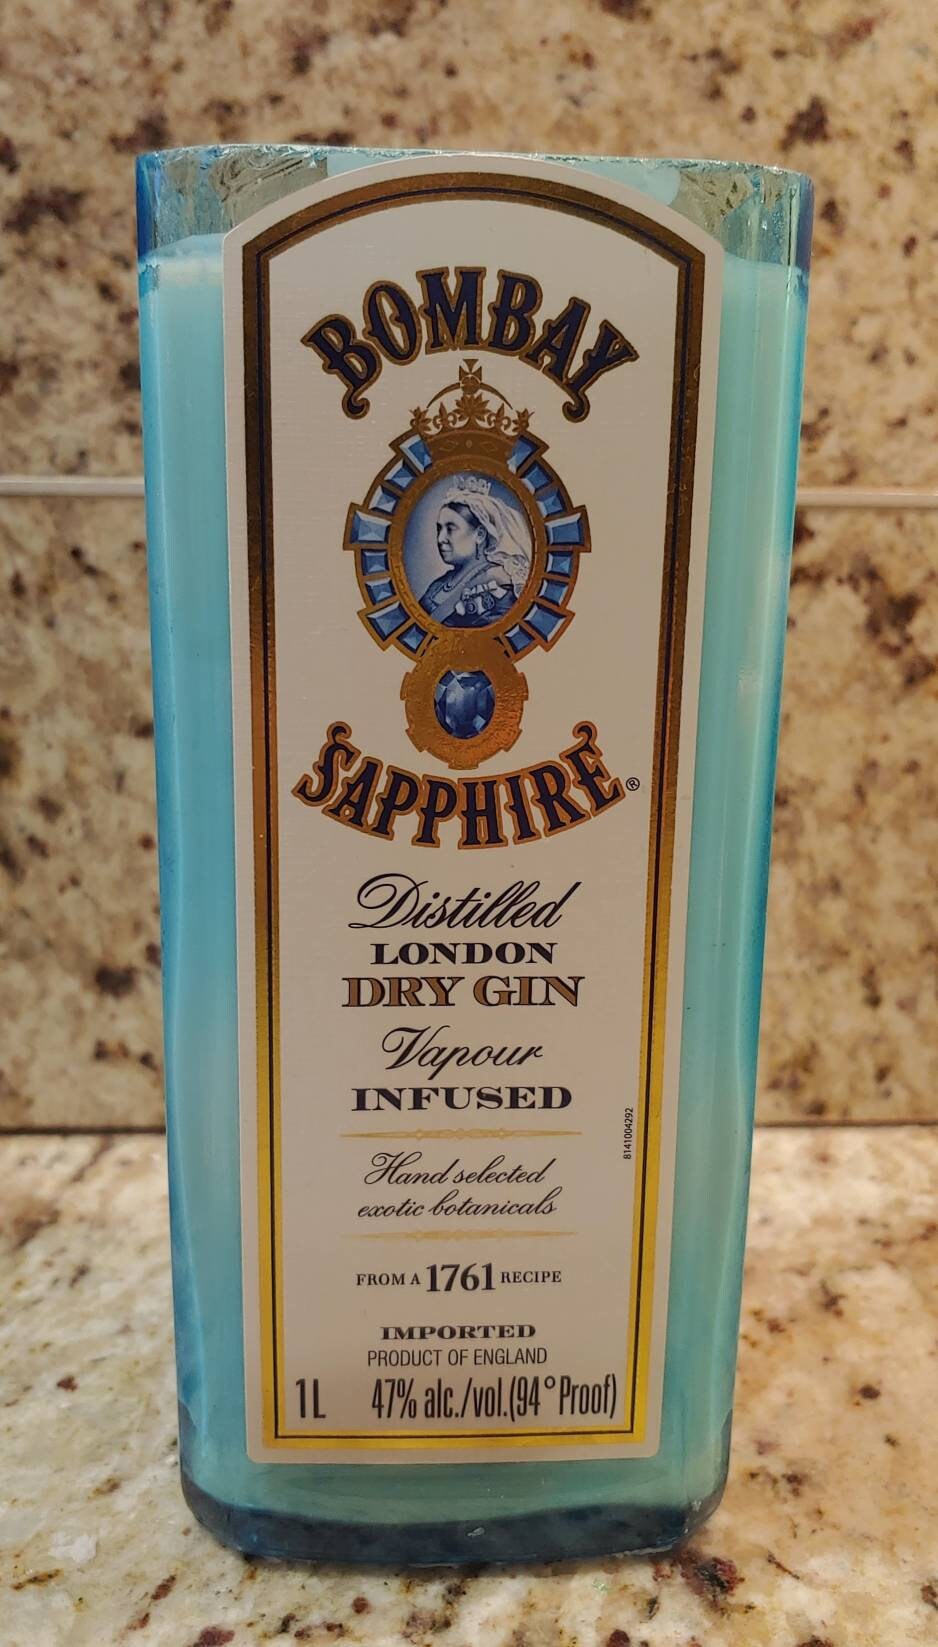 BOMBAY
SAPPHIRE®
Distilled
LONDON
DRY GIN
Vapour
INFUSED
8141004292
Hand selected
exotic botanicals
FROM A 1761 RECIPE
IMPORTED
PRODUCT OF ENGLAND
1L 47% alc./vol.(94° Proof)